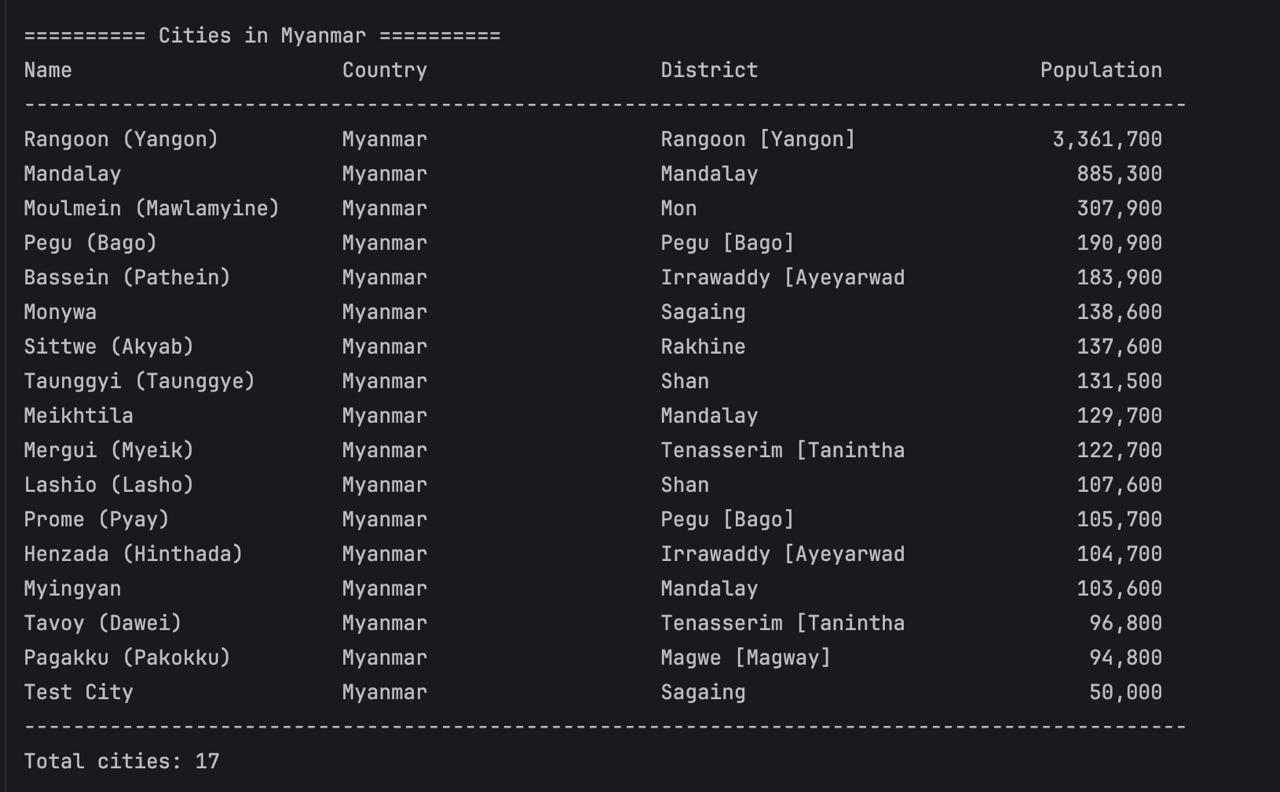 ========== Cities in Myanmar ==========
Name Country District Population
-----------------------------------------------------------------------------------------------
Rangoon (Yangon) Myanmar Rangoon [Yangon] 3,361,700
Mandalay Myanmar Mandalay 885,300
Moulmein (Mawlamyine) Myanmar Mon 307,900
Pegu (Bago) Myanmar Pegu [Bago] 190,900
Bassein (Pathein) Myanmar Irrawaddy [Ayeyarwad 183,900
Monywa Myanmar Sagaing 138,600
Sittwe (Akyab) Myanmar Rakhine 137,600
Taunggyi (Taunggye) Myanmar Shan 131,500
Meikhtila Myanmar Mandalay 129,700
Mergui (Myeik) Myanmar Tenasserim [Tanintha 122,700
Lashio (Lasho) Myanmar Shan 107,600
Prome (Pyay) Myanmar Pegu [Bago] 105,700
Henzada (Hinthada) Myanmar Irrawaddy [Ayeyarwad 104,700
Myingyan Myanmar Mandalay 103,600
Tavoy (Dawei) Myanmar Tenasserim [Tanintha 96,800
Pagakku (Pakokku) Myanmar Magwe [Magway] 94,800
Test City Myanmar Sagaing 50,000
-----------------------------------------------------------------------------------------------
Total cities: 17